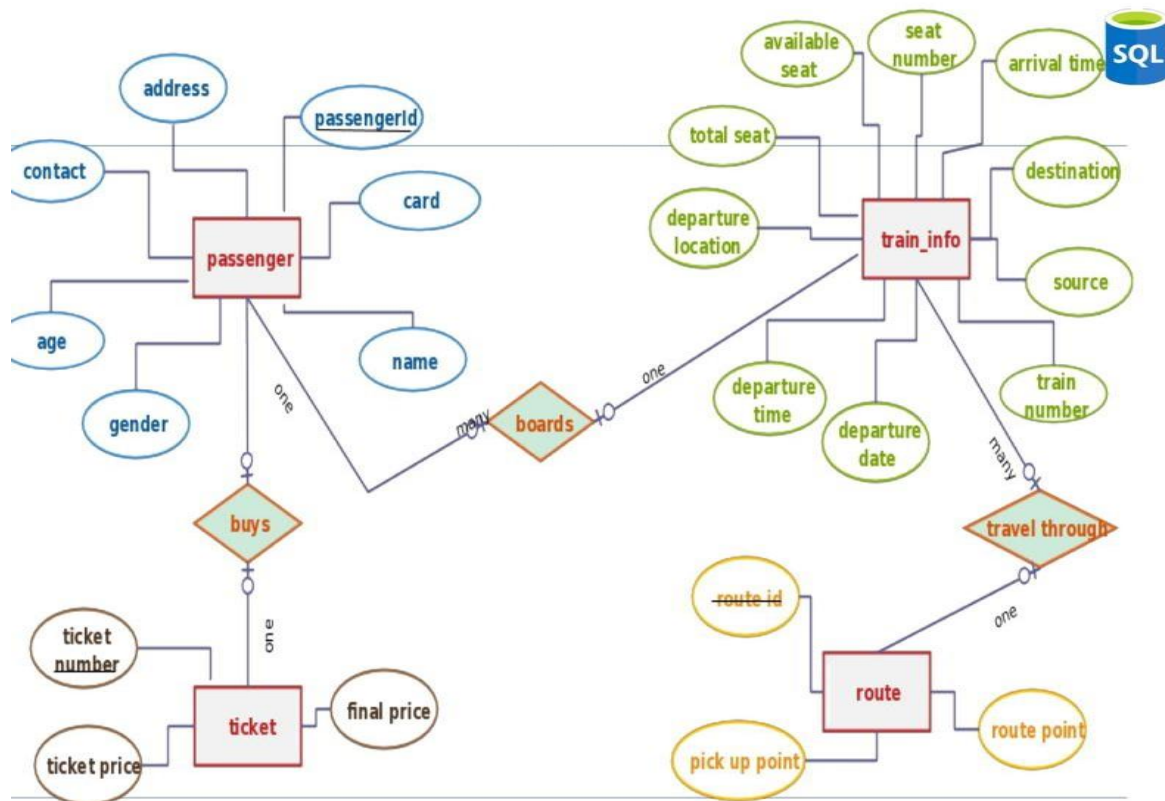 SQL
address
passengerId
contact
card
passenger
age
name
gender
one
many
boards
one
buys
one
ticket
number
ticket price
ticket
final price
available
seat
seat
number
arrival time
total seat
destination
departure
location
train_info
source
departure
time
departure
date
train
number
many
travel through
one
route id
route
pick up point
route point